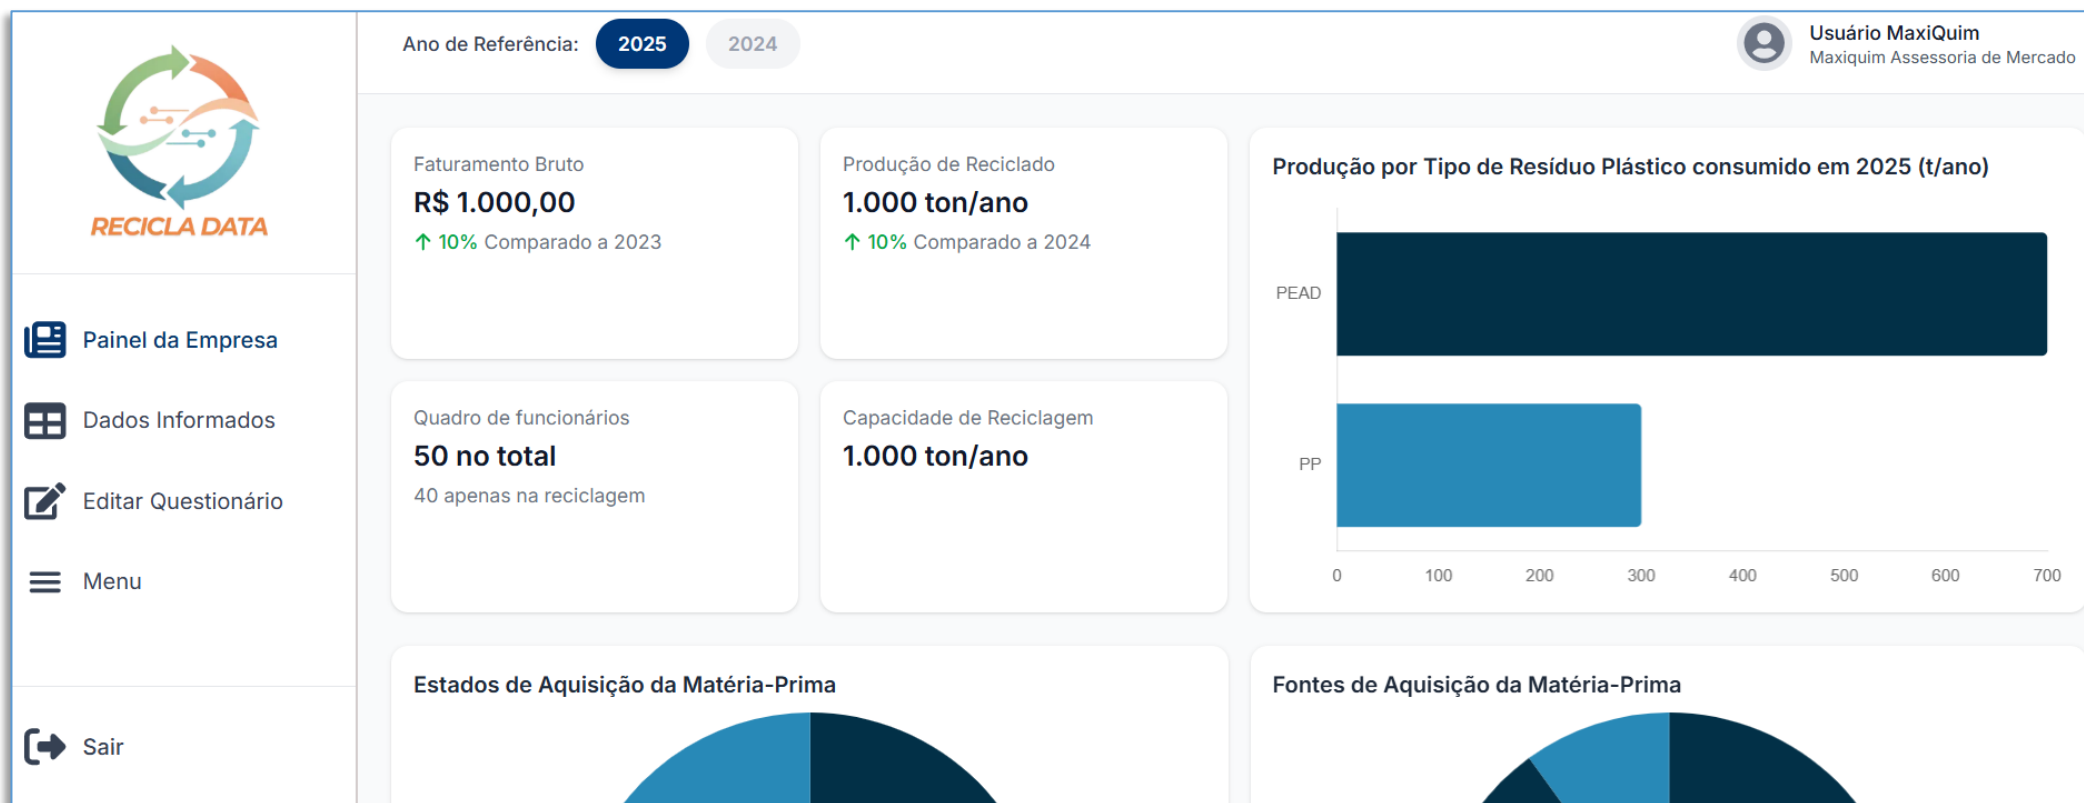 RECICLA DATA
Painel da Empresa
Dados Informados
Editar Questionário
Menu
Sair
Ano de Referência: 2025 2024
Usuário MaxiQuim
Maxiquim Assessoria de Mercado
Faturamento Bruto
R$ 1.000,00
↑ 10% Comparado a 2023
Produção de Reciclado
1.000 ton/ano
↑ 10% Comparado a 2024
Quadro de funcionários
50 no total
40 apenas na reciclagem
Capacidade de Reciclagem
1.000 ton/ano
Produção por Tipo de Resíduo Plástico consumido em 2025 (t/ano)
PEAD
PP
0 100 200 300 400 500 600 700
Estados de Aquisição da Matéria-Prima
Fontes de Aquisição da Matéria-Prima